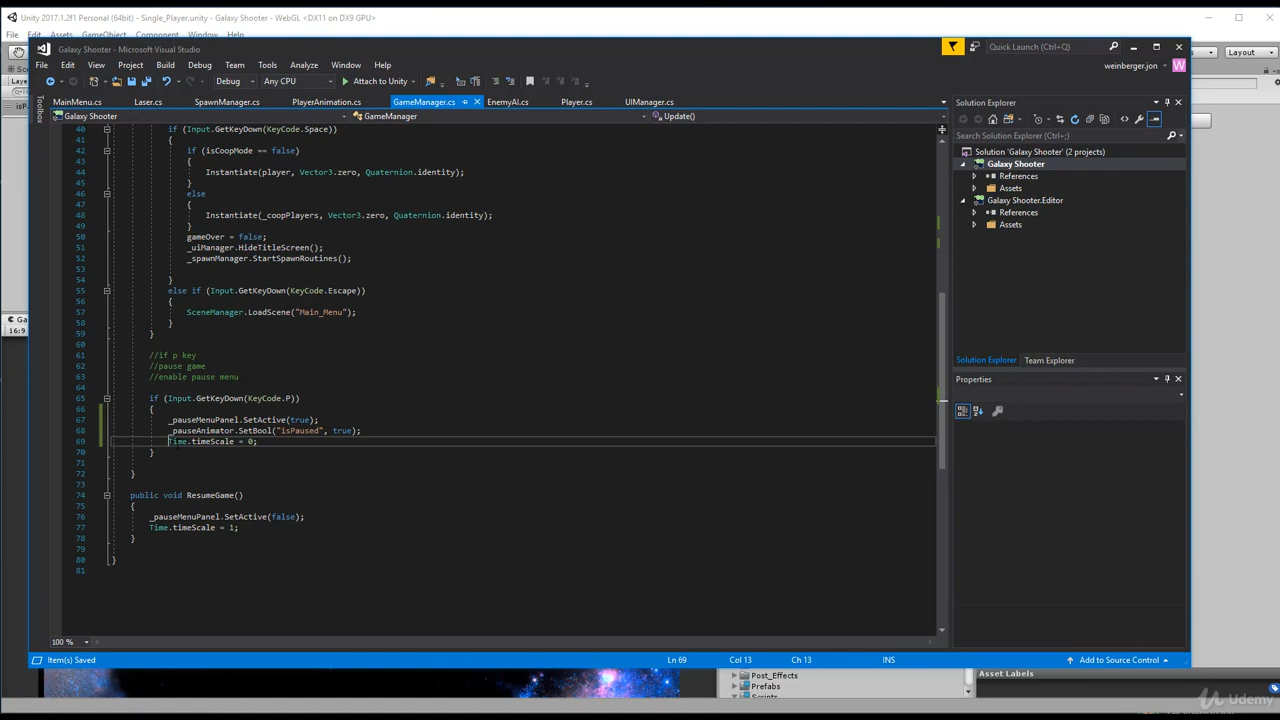 Unity 2017.1.2f1 Personal (64bit) - Single_Player.unity - Galaxy Shooter - WebGL <DX11 on DX9 GPU>
File Edit Assets GameObject Component Window Help
Galaxy Shooter - Microsoft Visual Studio
Quick Launch (Ctrl+Q)
File Edit View Project Build Debug Team Tools Analyze Window Help
weinberger.jon
W
Layout
Debug Any CPU Attach to Unity
Toolbox
MainMenu.cs Laser.cs SpawnManager.cs PlayerAnimation.cs GameManager.cs EnemyAI.cs Player.cs UIManager.cs
Galaxy Shooter GameManager Update()
40 if (Input.GetKeyDown(KeyCode.Space))
41 {
42 if (isCoopMode == false)
43 {
44 Instantiate(player, Vector3.zero, Quaternion.identity);
45 }
46 else
47 {
48 Instantiate(_coopPlayers, Vector3.zero, Quaternion.identity);
49 }
50 gameOver = false;
51 _uiManager.HideTitleScreen();
52 _spawnManager.StartSpawnRoutines();
53
54 }
55 else if (Input.GetKeyDown(KeyCode.Escape))
56 {
57 SceneManager.LoadScene("Main_Menu");
58 }
59 }
60
61 //if p key
62 //pause game
63 //enable pause menu
64
65 if (Input.GetKeyDown(KeyCode.P))
66 {
67 _pauseMenuPanel.SetActive(true);
68 _pauseAnimator.SetBool("isPaused", true);
69 Time.timeScale = 0;
70 }
71
72 }
73
74 public void ResumeGame()
75 {
76 _pauseMenuPanel.SetActive(false);
77 Time.timeScale = 1;
78 }
79
80 }
81
100 %
Solution Explorer
Search Solution Explorer (Ctrl+;)
Solution 'Galaxy Shooter' (2 projects)
Galaxy Shooter
References
Assets
Galaxy Shooter.Editor
References
Assets
Solution Explorer Team Explorer
Properties
Item(s) Saved Ln 69 Col 13 Ch 13 INS Add to Source Control
Post_Effects
Prefabs
Scripts
Asset Labels
Udemy